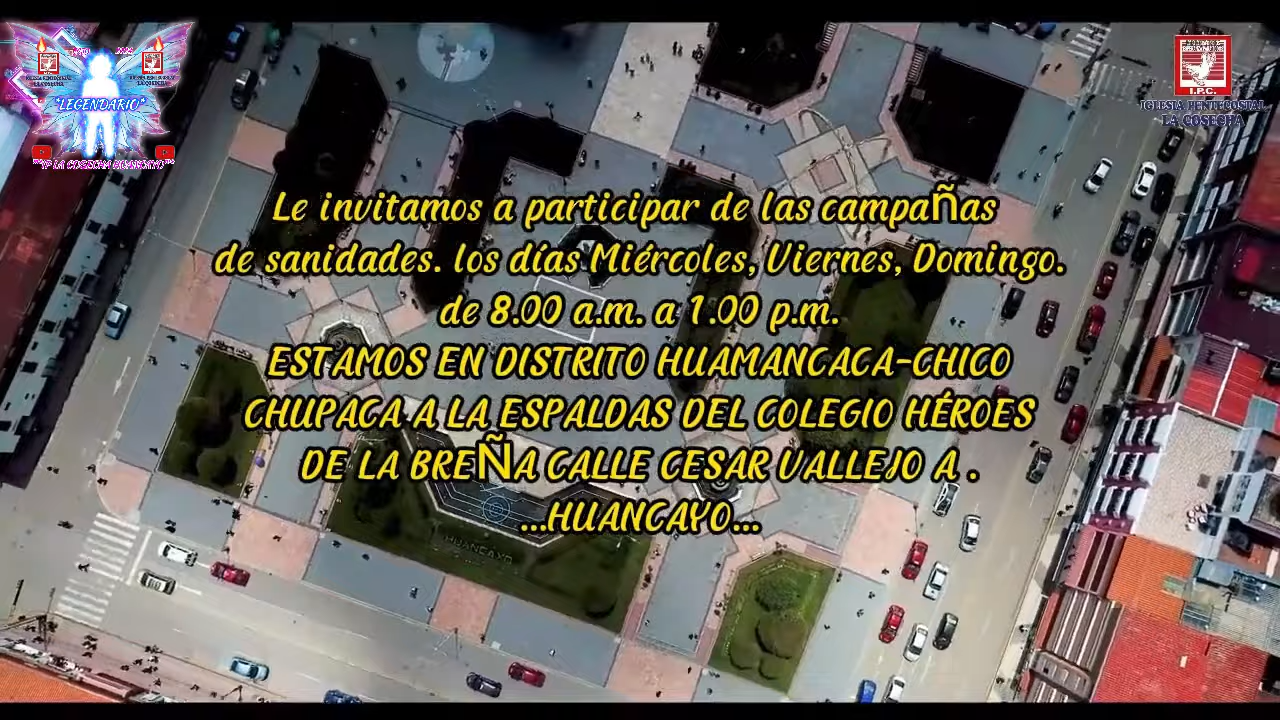 "LEGENDARIO"
I.P.C.
IGLESIA PENTECOSTAL
LA COSECHA
Le invitamos a participar de las campañas
de sanidades. los días Miércoles, Viernes, Domingo.
de 8.00 a.m. a 1.00 p.m.
ESTAMOS EN DISTRITO HUAMANCACA-CHICO
CHUPACA A LA ESPALDAS DEL COLEGIO HÉROES
DE LA BREÑA CALLE CESAR VALLEJO A .
...HUANCAYO...
HUANCAYO